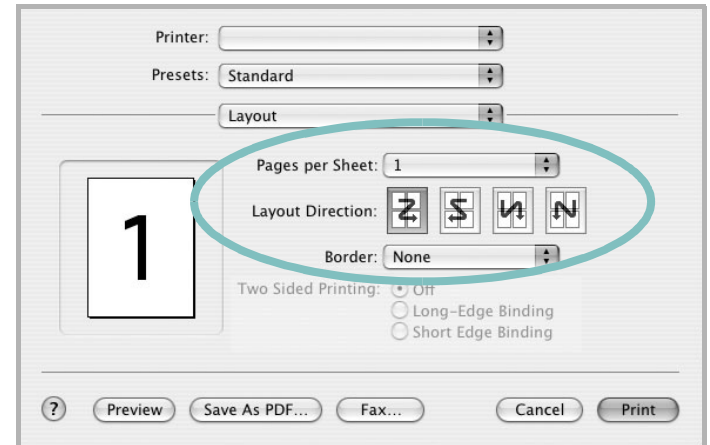 Printer:
Presets: Standard
Layout
Pages per Sheet: 1
Layout Direction:
1
Border: None
Two Sided Printing: Off
Long-Edge Binding
Short Edge Binding
? Preview Save As PDF... Fax... Cancel Print